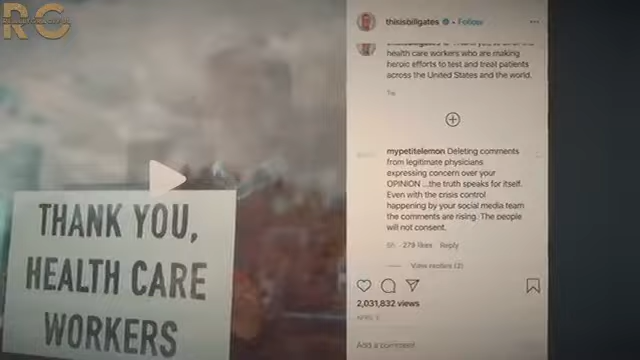 RC
THANK YOU,
HEALTH CARE
WORKERS
thisisbillgates • Follow
health care workers who are making
heroic efforts to test and treat patients
across the United States and the world.
1w
mypetitelemon Deleting comments
from legitimate physicians
expressing concern over your
OPINION ...the truth speaks for itself.
Even with the crisis control
happening by your social media team
the comments are rising. The people
will not consent.
5h 279 likes Reply
View replies (2)
2,031,832 views
APRIL
Add a comment